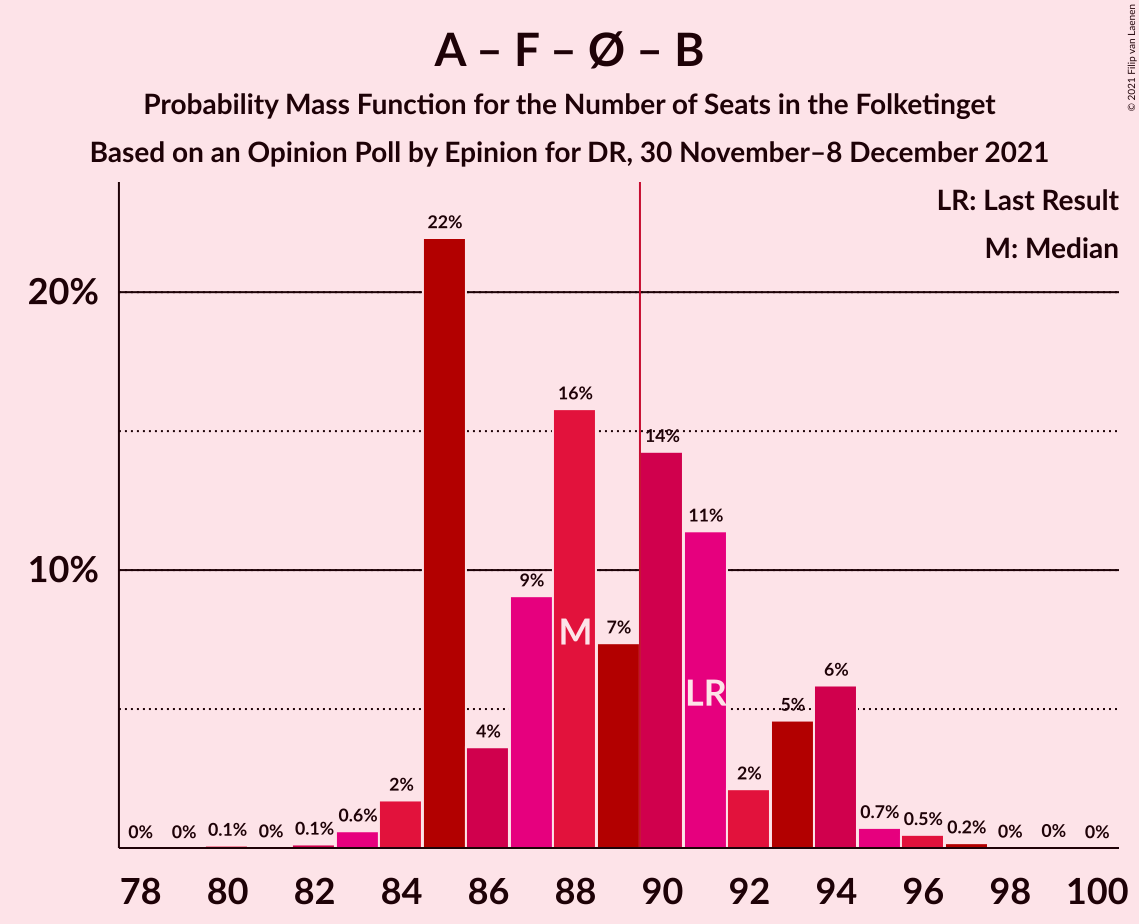 A – F – Ø – B
Probability Mass Function for the Number of Seats in the Folketinget
Based on an Opinion Poll by Epinion for DR, 30 November–8 December 2021
© 2021 Filip van Laenen
LR: Last Result
M: Median
20%
10%
0%
0%
0.1%
0%
0.1%
0.6%
2%
22%
4%
9%
16%
7%
14%
11%
2%
5%
6%
0.7%
0.5%
0.2%
0%
0%
0%
M
LR
78 80 82 84 86 88 90 92 94 96 98 100